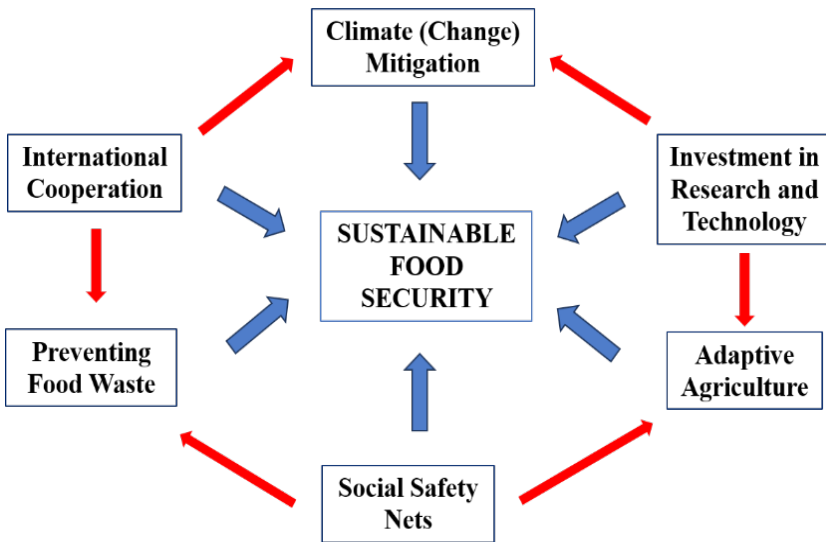 Climate (Change)
Mitigation
International
Cooperation
Investment in
Research and
Technology
SUSTAINABLE
FOOD
SECURITY
Preventing
Food Waste
Adaptive
Agriculture
Social Safety
Nets